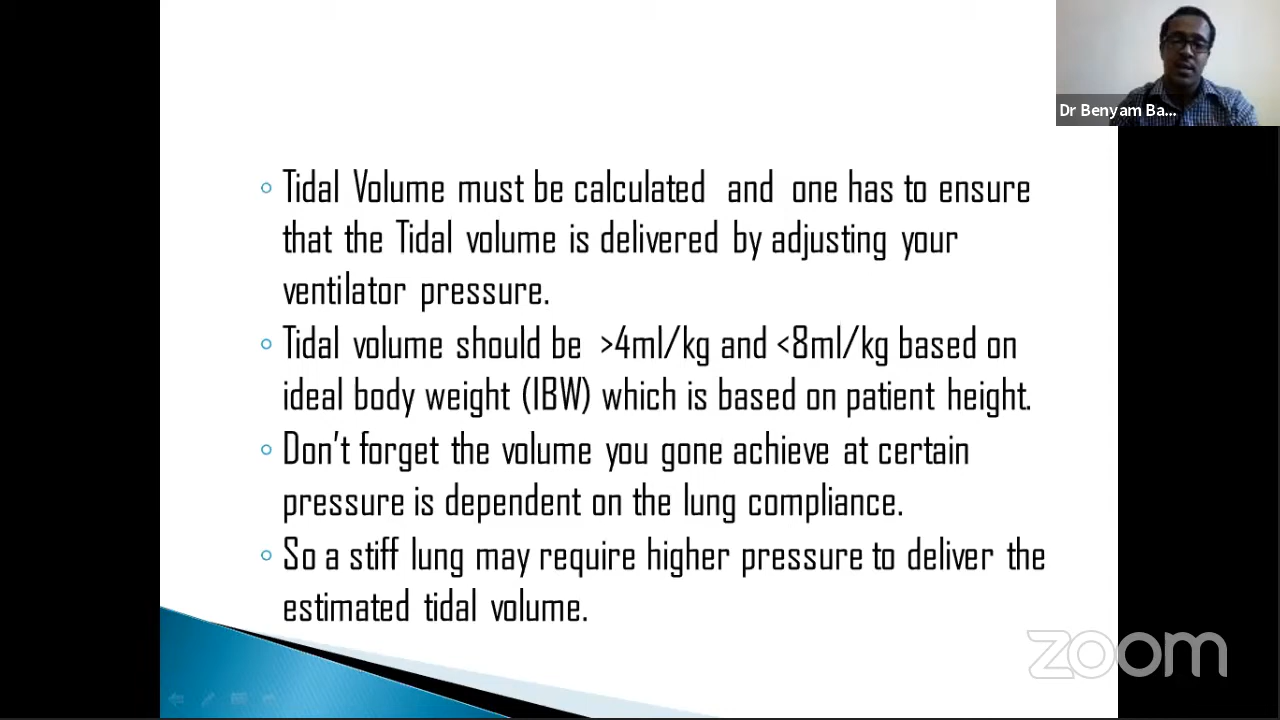 Dr Benyam Ba...
Tidal Volume must be calculated and one has to ensure
that the Tidal volume is delivered by adjusting your
ventilator pressure.
Tidal volume should be >4ml/kg and <8ml/kg based on
ideal body weight (IBW) which is based on patient height.
Don't forget the volume you gone achieve at certain
pressure is dependent on the lung compliance.
So a stiff lung may require higher pressure to deliver the
estimated tidal volume.
zoom